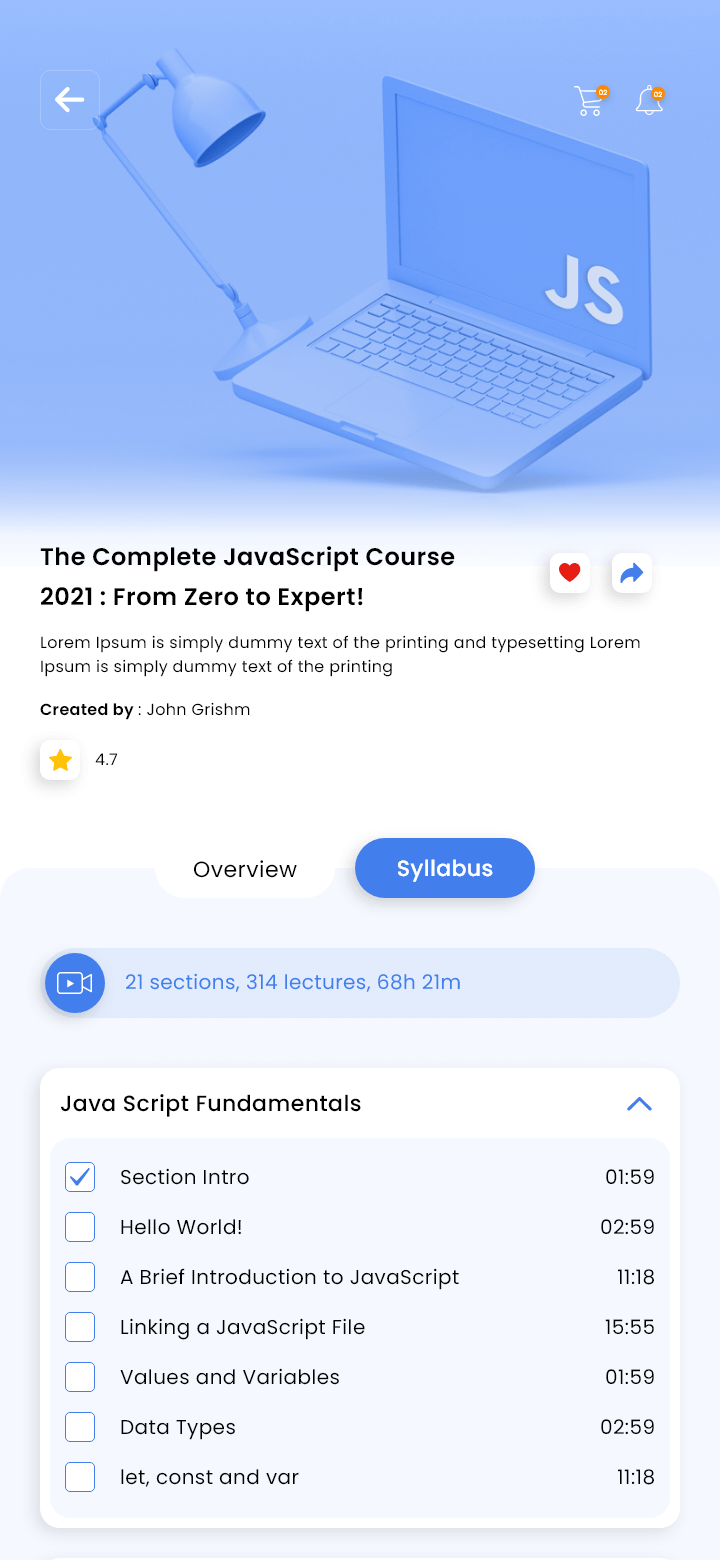 02
02
JS
The Complete JavaScript Course
2021 : From Zero to Expert!
Lorem Ipsum is simply dummy text of the printing and typesetting Lorem
Ipsum is simply dummy text of the printing
Created by : John Grishm
4.7
Overview
Syllabus
21 sections, 314 lectures, 68h 21m
Java Script Fundamentals
Section Intro 01:59
Hello World! 02:59
A Brief Introduction to JavaScript 11:18
Linking a JavaScript File 15:55
Values and Variables 01:59
Data Types 02:59
let, const and var 11:18